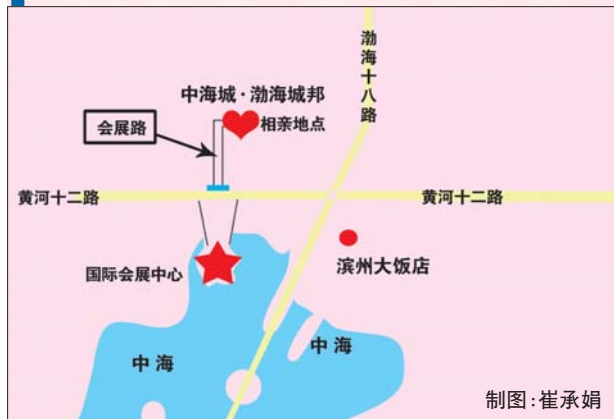 渤海十八路
中海城·渤海城邦
会展路
相亲地点
黄河十二路
黄河十二路
国际会展中心
滨州大饭店
中海
中海
制图:崔承娟